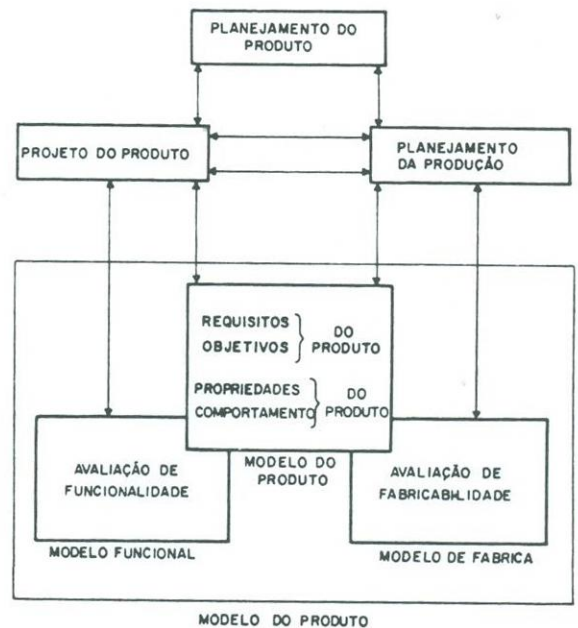 PLANEJAMENTO DO
PRODUTO
PROJETO DO PRODUTO
PLANEJAMENTO
DA PRODUÇÃO
REQUISITOS
OBJETIVOS
DO
PRODUTO
PROPRIEDADES
COMPORTAMENTO
DO
PRODUTO
MODELO DO
PRODUTO
AVALIAÇÃO DE
FUNCIONALIDADE
AVALIAÇÃO DE
FABRICABILIDADE
MODELO FUNCIONAL
MODELO DE FABRICA
MODELO DO PRODUTO